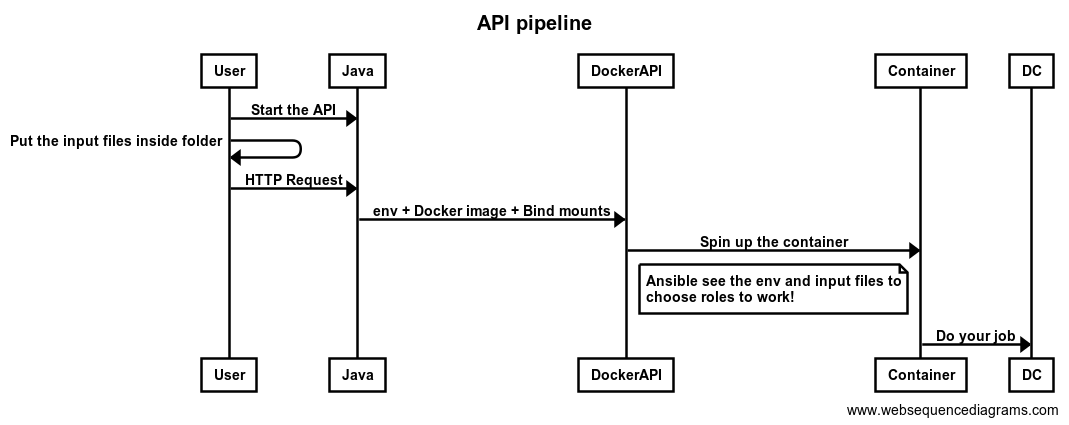 API pipeline
User
Java
DockerAPI
Container
DC
Start the API
Put the input files inside folder
HTTP Request
env + Docker image + Bind mounts
Spin up the container
Ansible see the env and input files to
choose roles to work!
Do your job
User
Java
DockerAPI
Container
DC
www.websequencediagrams.com